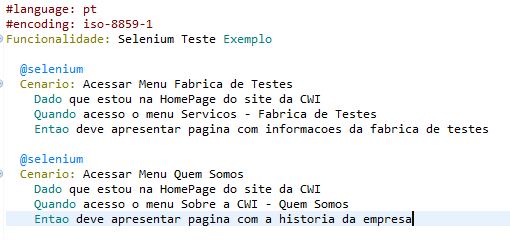 #language: pt
#encoding: iso-8859-1
Funcionalidade: Selenium Teste Exemplo
@selenium
Cenario: Acessar Menu Fabrica de Testes
Dado que estou na HomePage do site da CWI
Quando acesso o menu Servicos - Fabrica de Testes
Entao deve apresentar pagina com informacoes da fabrica de testes
@selenium
Cenario: Acessar Menu Quem Somos
Dado que estou na HomePage do site da CWI
Quando acesso o menu Sobre a CWI - Quem Somos
Entao deve apresentar pagina com a historia da empresa